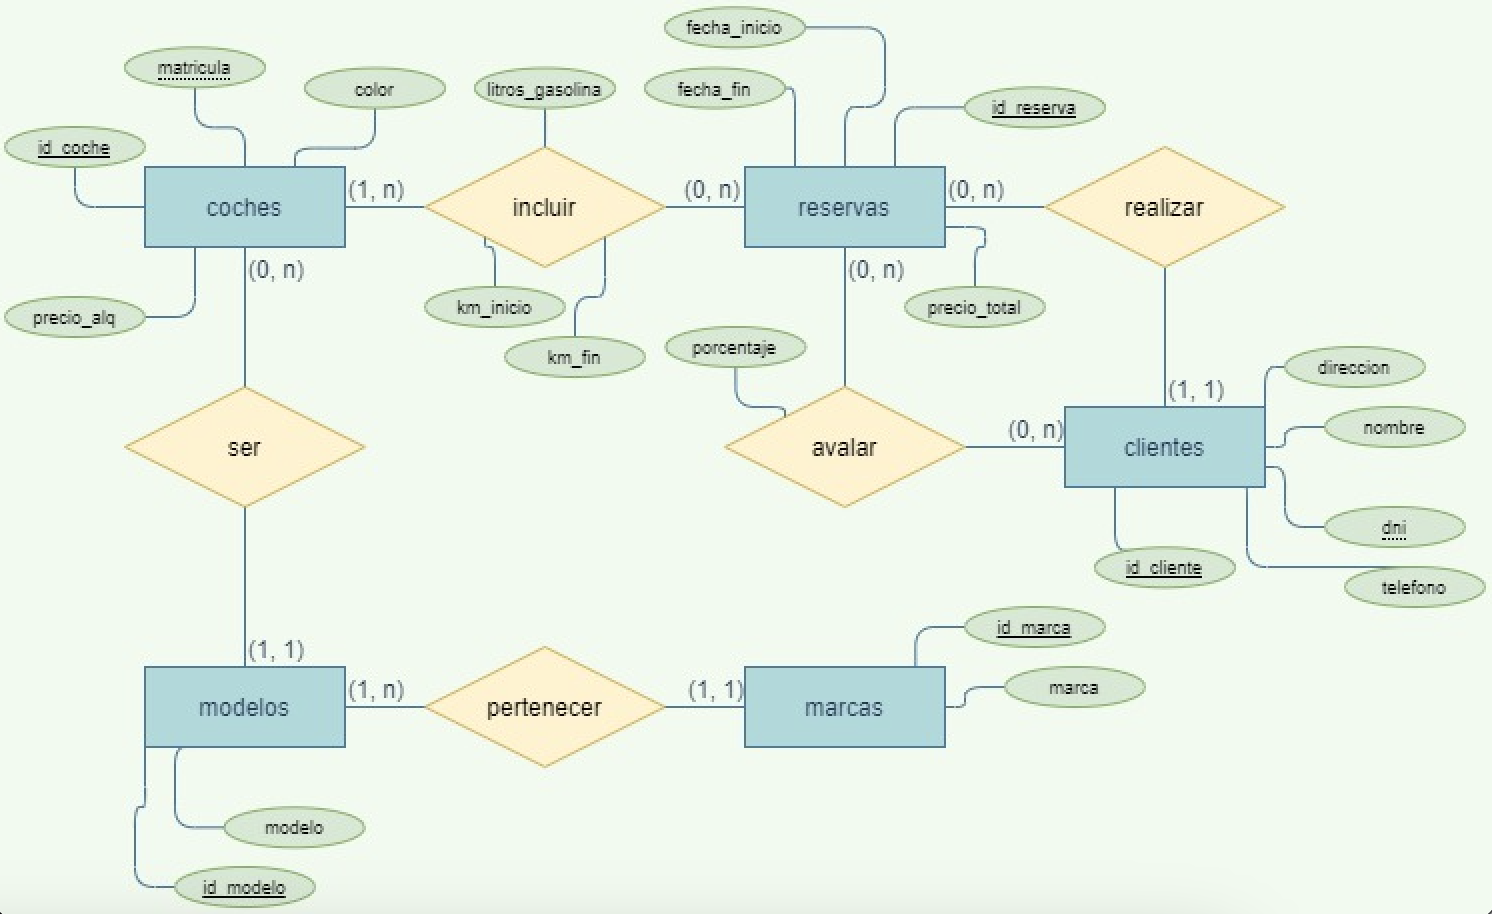 fecha_inicio
matricula
color
litros_gasolina
fecha_fin
id_reserva
id_coche
coches
(1, n)
incluir
(0, n)
reservas
(0, n)
realizar
(0, n)
(0, n)
precio_alq
km_inicio
precio_total
km_fin
porcentaje
direccion
(1, 1)
ser
avalar
(0, n)
clientes
nombre
dni
id_cliente
telefono
id_marca
(1, 1)
modelos
(1, n)
pertenecer
(1, 1)
marcas
marca
modelo
id_modelo